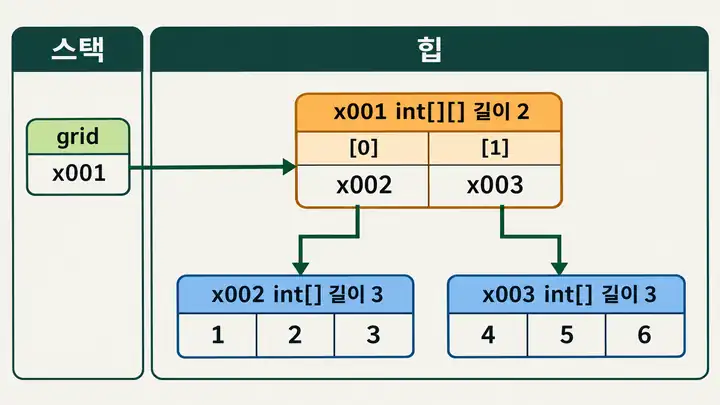 스택
힙
grid
x001
x001 int[][] 길이 2
[0] [1]
x002 x003
x002 int[] 길이 3
1 2 3
x003 int[] 길이 3
4 5 6